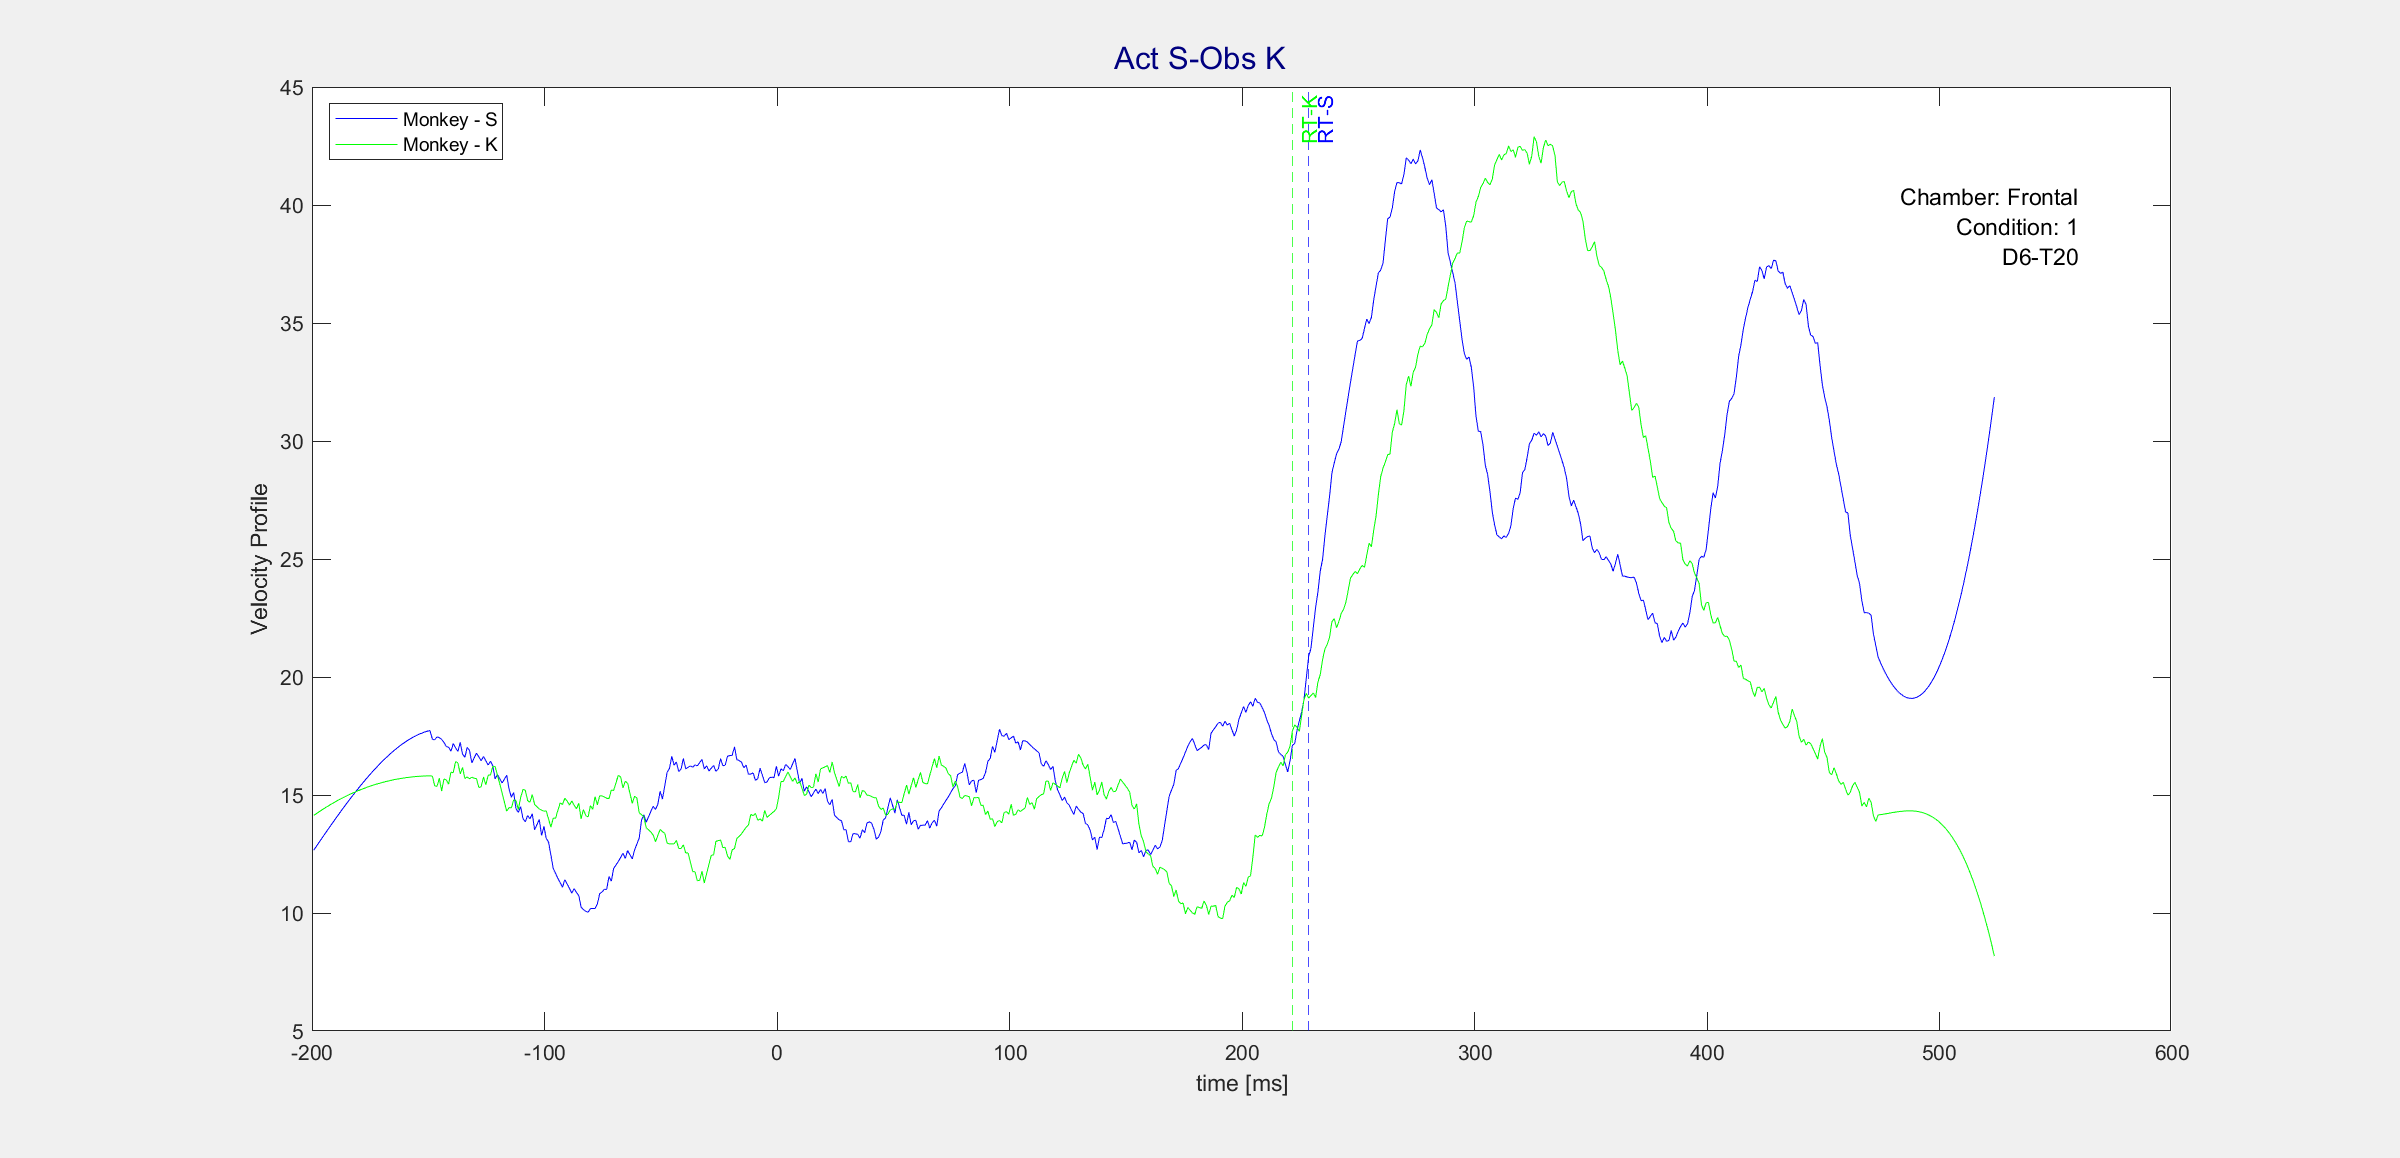 Act S-Obs K
Monkey - S
Monkey - K
RT-K
RT-S
Chamber: Frontal
Condition: 1
D6-T20
45
40
35
30
25
20
15
10
5
Velocity Profile
-200 -100 0 100 200 300 400 500 600
time [ms]